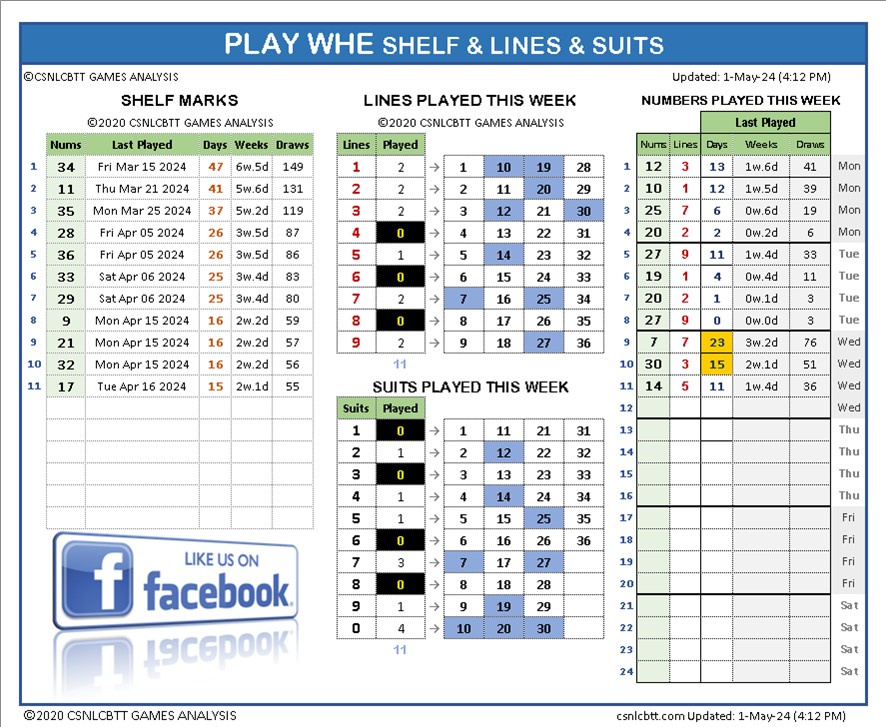 PLAY WHE SHELF & LINES & SUITS
©CSNLCBTT GAMES ANALYSIS
Updated: 1-May-24 (4:12 PM)
SHELF MARKS
©2020 CSNLCBTT GAMES ANALYSIS
Nums Last Played Days Weeks Draws
1 34 Fri Mar 15 2024 47 6w.5d 149
2 11 Thu Mar 21 2024 41 5w.6d 131
3 35 Mon Mar 25 2024 37 5w.2d 119
4 28 Fri Apr 05 2024 26 3w.5d 87
5 36 Fri Apr 05 2024 26 3w.5d 86
6 33 Sat Apr 06 2024 25 3w.4d 83
7 29 Sat Apr 06 2024 25 3w.4d 80
8 9 Mon Apr 15 2024 16 2w.2d 59
9 21 Mon Apr 15 2024 16 2w.2d 57
10 32 Mon Apr 15 2024 16 2w.2d 56
11 17 Tue Apr 16 2024 15 2w.1d 55
LIKE US ON
facebook
LINES PLAYED THIS WEEK
©2020 CSNLCBTT GAMES ANALYSIS
Lines Played
1 2 → 1 10 19 28
2 2 → 2 11 20 29
3 2 → 3 12 21 30
4 0 → 4 13 22 31
5 1 → 5 14 23 32
6 0 → 6 15 24 33
7 2 → 7 16 25 34
8 0 → 8 17 26 35
9 2 → 9 18 27 36
11
SUITS PLAYED THIS WEEK
Suits Played
1 0 → 1 11 21 31
2 1 → 2 12 22 32
3 0 → 3 13 23 33
4 1 → 4 14 24 34
5 1 → 5 15 25 35
6 0 → 6 16 26 36
7 3 → 7 17 27
8 0 → 8 18 28
9 1 → 9 19 29
0 4 → 10 20 30
11
NUMBERS PLAYED THIS WEEK
Last Played
Nums Lines Days Weeks Draws
1 12 3 13 1w.6d 41 Mon
2 10 1 12 1w.5d 39 Mon
3 25 7 6 0w.6d 19 Mon
4 20 2 2 0w.2d 6 Mon
5 27 9 11 1w.4d 33 Tue
6 19 1 4 0w.4d 11 Tue
7 20 2 1 0w.1d 3 Tue
8 27 9 0 0w.0d 3 Tue
9 7 7 23 3w.2d 76 Wed
10 30 3 15 2w.1d 51 Wed
11 14 5 11 1w.4d 36 Wed
12 Wed
13 Thu
14 Thu
15 Thu
16 Thu
17 Fri
18 Fri
19 Fri
20 Fri
21 Sat
22 Sat
23 Sat
24 Sat
©2020 CSNLCBTT GAMES ANALYSIS
csnlcbtt.com Updated: 1-May-24 (4:12 PM)